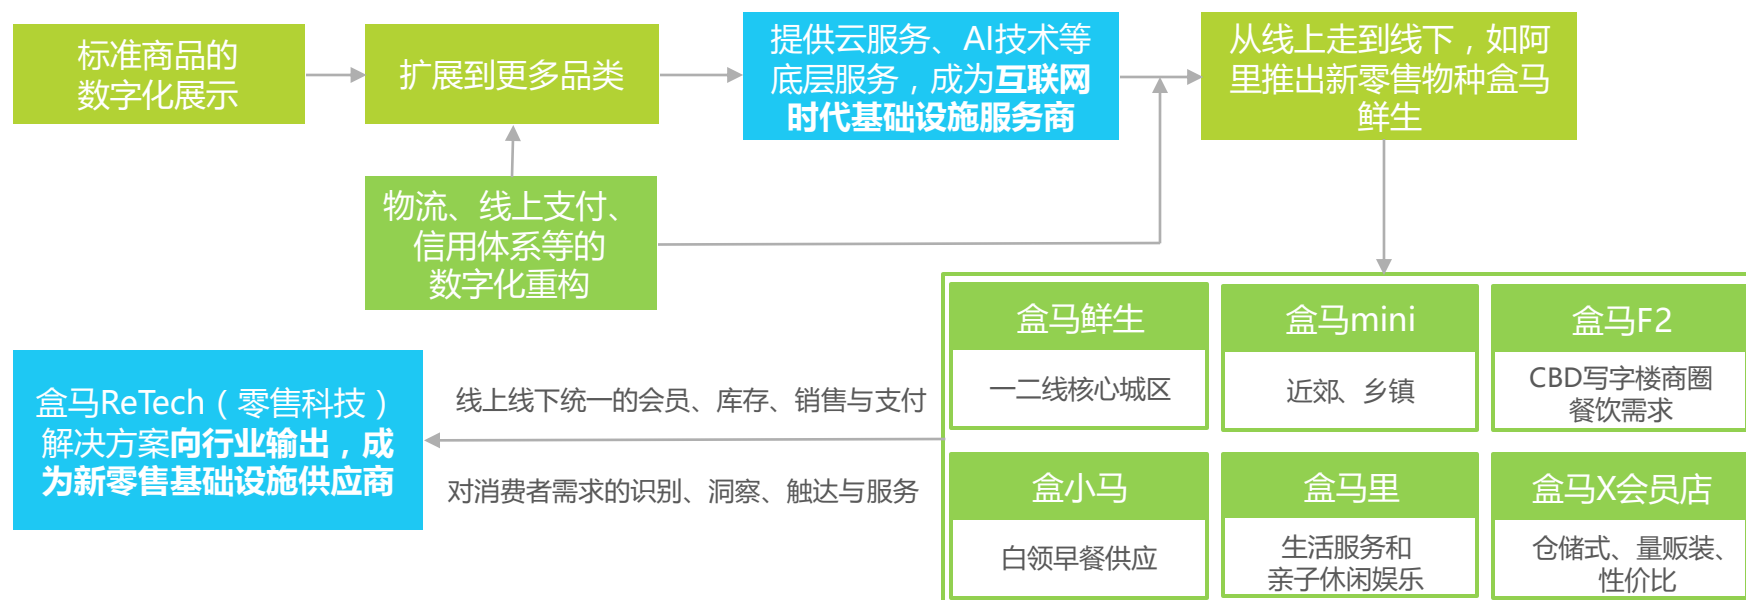 标准商品的
数字化展示
扩展到更多品类
提供云服务、AI技术等
底层服务，成为互联网
时代基础设施服务商
从线上走到线下，如阿
里推出新零售物种盒马
鲜生
物流、线上支付、
信用体系等的
数字化重构
盒马鲜生
一二线核心城区
盒马mini
近郊、乡镇
盒马F2
CBD写字楼商圈
餐饮需求
盒马ReTech（零售科技）
解决方案向行业输出，成
为新零售基础设施供应商
线上线下统一的会员、库存、销售与支付
对消费者需求的识别、洞察、触达与服务
盒小马
白领早餐供应
盒马里
生活服务和
亲子休闲娱乐
盒马X会员店
仓储式、量贩装、
性价比